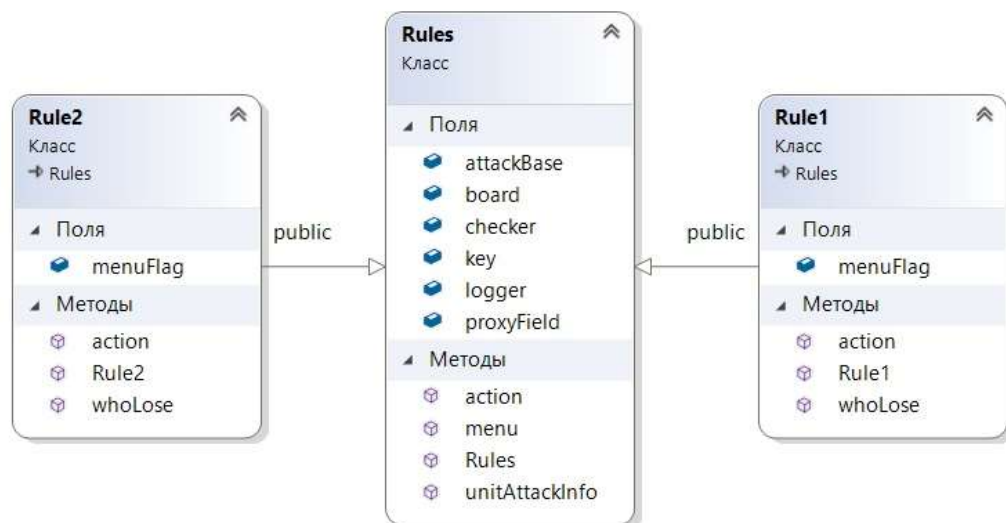 Rule2
Класс
Rules
Поля
menuFlag
Методы
action
Rule2
whoLose
public
Rules
Класс
Поля
attackBase
board
checker
key
logger
proxyField
Методы
action
menu
Rules
unitAttackInfo
public
Rule1
Класс
Rules
Поля
menuFlag
Методы
action
Rule1
whoLose